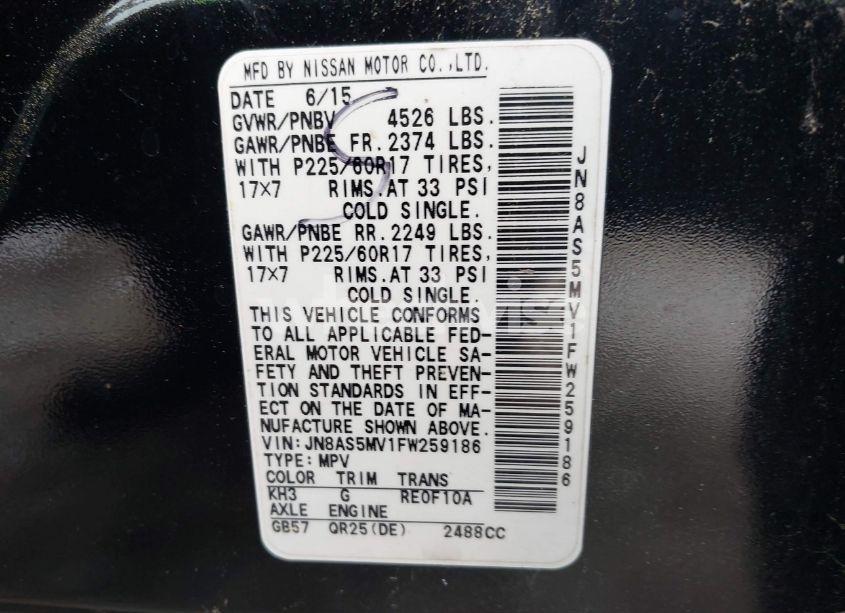 MFD BY NISSAN MOTOR CO.,LTD.
DATE 6/15
GVWR/PNBV 4526 LBS.
GAWR/PNBE FR. 2374 LBS.
WITH P225/60R17 TIRES,
17×7 RIMS.AT 33 PSI
COLD SINGLE.
GAWR/PNBE RR. 2249 LBS.
WITH P225/60R17 TIRES,
17×7 RIMS.AT 33 PSI
COLD SINGLE.
THIS VEHICLE CONFORMS
TO ALL APPLICABLE FED-
ERAL MOTOR VEHICLE SA-
FETY AND THEFT PREVEN-
TION STANDARDS IN EFF-
ECT ON THE DATE OF MA-
NUFACTURE SHOWN ABOVE.
VIN: JN8AS5MV1FW259186
TYPE: MPV
COLOR TRIM TRANS
KH3 G RE0F10A
AXLE ENGINE
GB57 QR25(DE) 2488CC
JN8AS5MV1FW259186